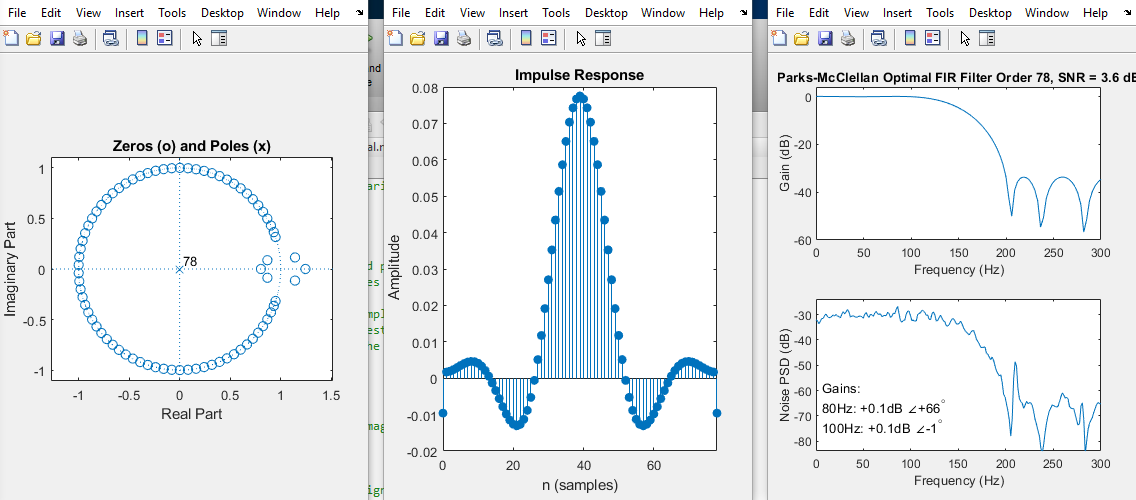 File Edit View Insert Tools Desktop Window Help
Zeros (o) and Poles (x)
1
0.5
0
-0.5
-1
78
-1 -0.5 0 0.5 1 1.5
Real Part
Imaginary Part
File Edit View Insert Tools Desktop Window Help
Impulse Response
0.08
0.07
0.06
0.05
0.04
0.03
0.02
0.01
0
-0.01
-0.02
0 20 40 60
n (samples)
Amplitude
File Edit View Insert Tools Desktop Window Help
Parks-McClellan Optimal FIR Filter Order 78, SNR = 3.6 dB
0
-20
-40
-60
0 50 100 150 200 250 300
Frequency (Hz)
Gain (dB)
-30
-40
-50
-60
-70
-80
Gains:
80Hz: +0.1dB ∠+66°
100Hz: +0.1dB ∠-1°
0 50 100 150 200 250 300
Frequency (Hz)
Noise PSD (dB)